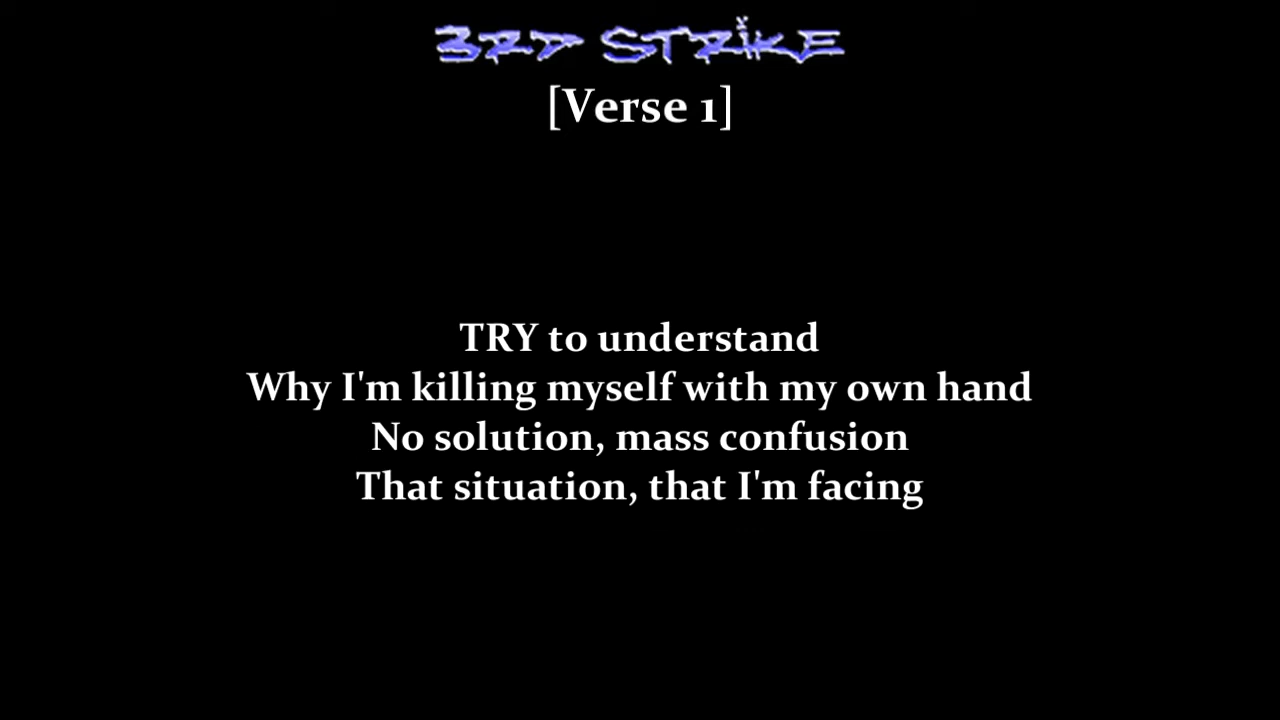 3RD STRIKE
[Verse 1]
TRY to understand
Why I'm killing myself with my own hand
No solution, mass confusion
That situation, that I'm facing